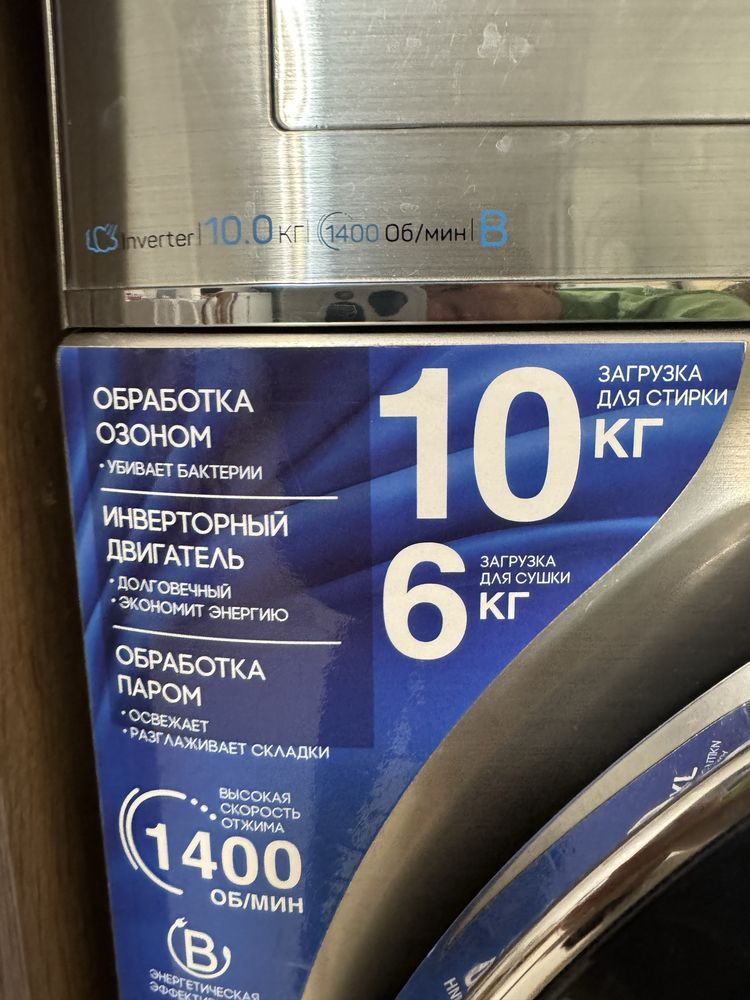 Inverter 10.0 КГ 1400 Об/мин B
ОБРАБОТКА
ОЗОНОМ
• УБИВАЕТ БАКТЕРИИ
ИНВЕРТОРНЫЙ
ДВИГАТЕЛЬ
• ДОЛГОВЕЧНЫЙ
• ЭКОНОМИТ ЭНЕРГИЮ
ОБРАБОТКА
ПАРОМ
• ОСВЕЖАЕТ
• РАЗГЛАЖИВАЕТ СКЛАДКИ
ВЫСОКАЯ
СКОРОСТЬ
ОТЖИМА
1400
ОБ/МИН
B
ЭНЕРГЕТИЧЕСКАЯ
10 КГ
ЗАГРУЗКА
ДЛЯ СТИРКИ
6 КГ
ЗАГРУЗКА
ДЛЯ СУШКИ